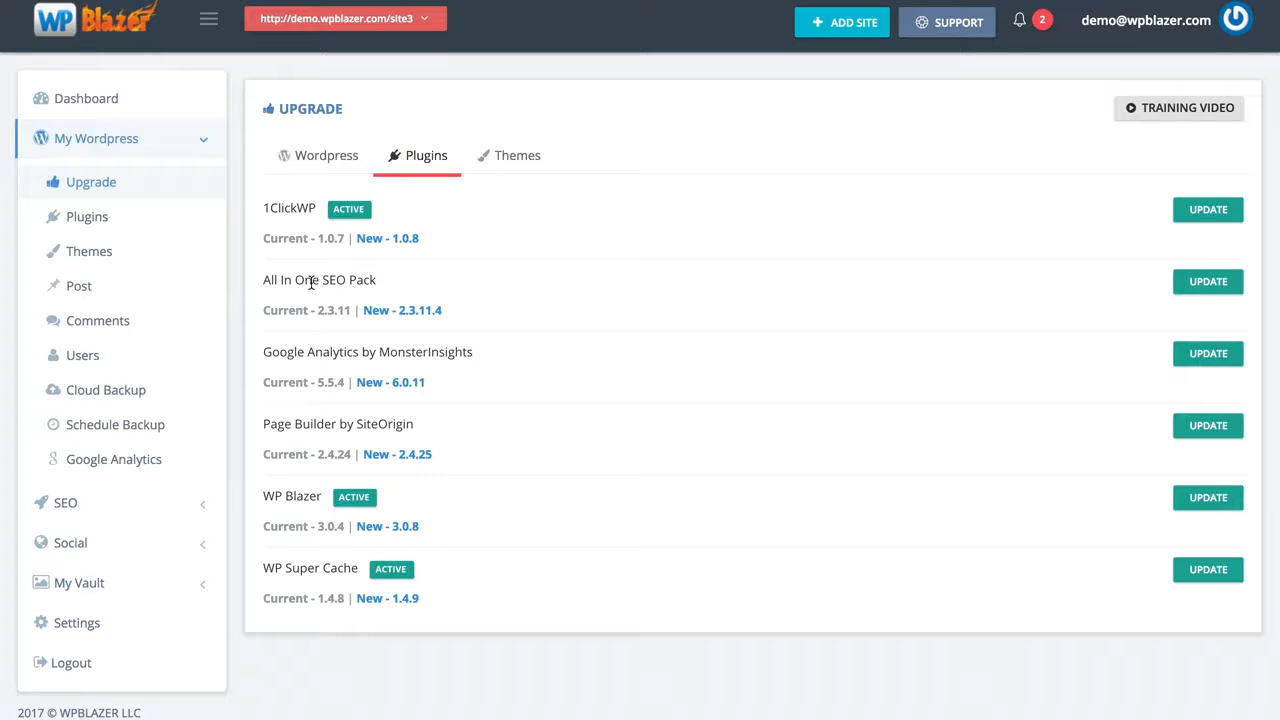 WP Blazer
http://demo.wpblazer.com/site3
+ ADD SITE
SUPPORT
2
demo@wpblazer.com
Dashboard
My Wordpress
Upgrade
Plugins
Themes
Post
Comments
Users
Cloud Backup
Schedule Backup
Google Analytics
SEO
Social
My Vault
Settings
Logout
2017 © WPBLAZER LLC
UPGRADE
TRAINING VIDEO
Wordpress
Plugins
Themes
1ClickWP ACTIVE
UPDATE
Current - 1.0.7 | New - 1.0.8
All In One SEO Pack
UPDATE
Current - 2.3.11 | New - 2.3.11.4
Google Analytics by MonsterInsights
UPDATE
Current - 5.5.4 | New - 6.0.11
Page Builder by SiteOrigin
UPDATE
Current - 2.4.24 | New - 2.4.25
WP Blazer ACTIVE
UPDATE
Current - 3.0.4 | New - 3.0.8
WP Super Cache ACTIVE
UPDATE
Current - 1.4.8 | New - 1.4.9